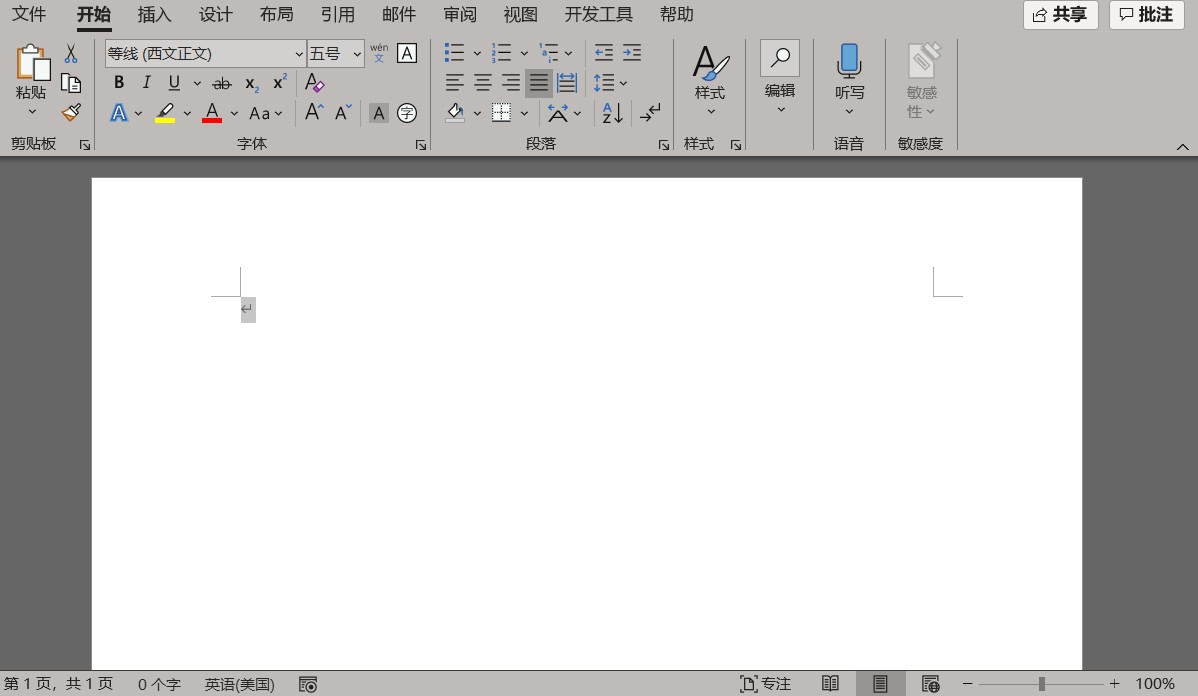 文件 开始 插入 设计 布局 引用 邮件 审阅 视图 开发工具 帮助 共享 批注
等线 (西文正文) 五号 wén 文 A
粘贴 B I U ab x₂ x² A 样式 编辑 听写 敏感性
A A Aa A A A 字 A Z
剪贴板 字体 段落 样式 语音 敏感度
第 1 页，共 1 页 0 个字 英语(美国) 专注 100%